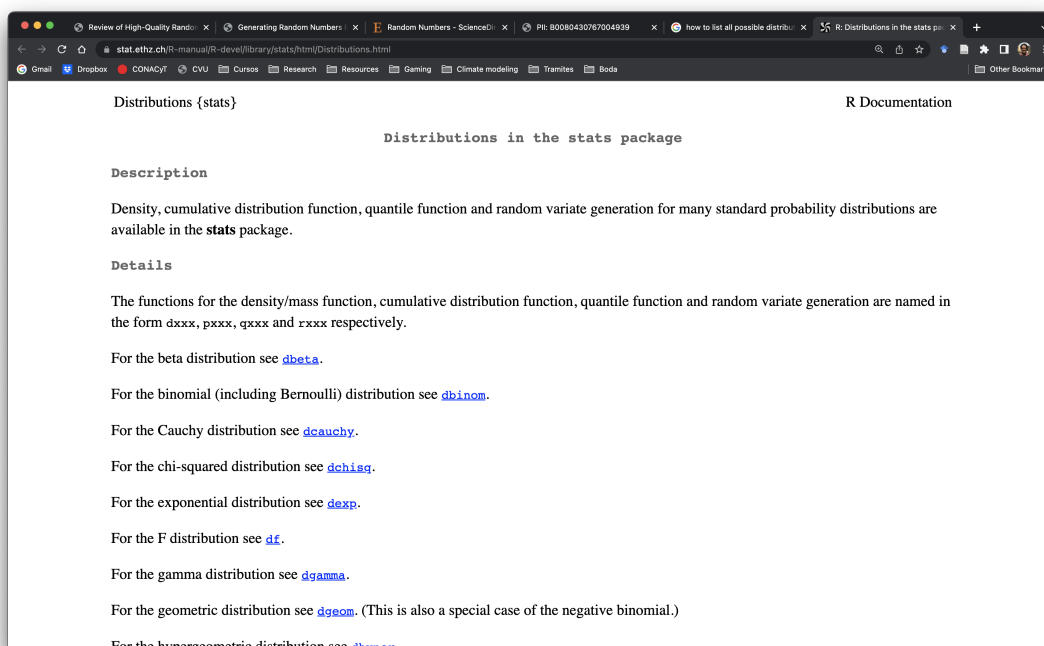 Review of High-Quality Random
Generating Random Numbers
Random Numbers - ScienceDi
PII: B0080430767004939
how to list all possible distribu
R: Distributions in the stats pac
stat.ethz.ch/R-manual/R-devel/library/stats/html/Distributions.html
Gmail Dropbox CONACyT CVU Cursos Research Resources Gaming Climate modeling Tramites Boda Other Bookmar
Distributions {stats} R Documentation
Distributions in the stats package
Description
Density, cumulative distribution function, quantile function and random variate generation for many standard probability distributions are
available in the stats package.
Details
The functions for the density/mass function, cumulative distribution function, quantile function and random variate generation are named in
the form dxxx, pxxx, qxxx and rxxx respectively.
For the beta distribution see dbeta.
For the binomial (including Bernoulli) distribution see dbinom.
For the Cauchy distribution see dcauchy.
For the chi-squared distribution see dchisq.
For the exponential distribution see dexp.
For the F distribution see df.
For the gamma distribution see dgamma.
For the geometric distribution see dgeom. (This is also a special case of the negative binomial.)
For the hypergeometric distribution see dhyper.